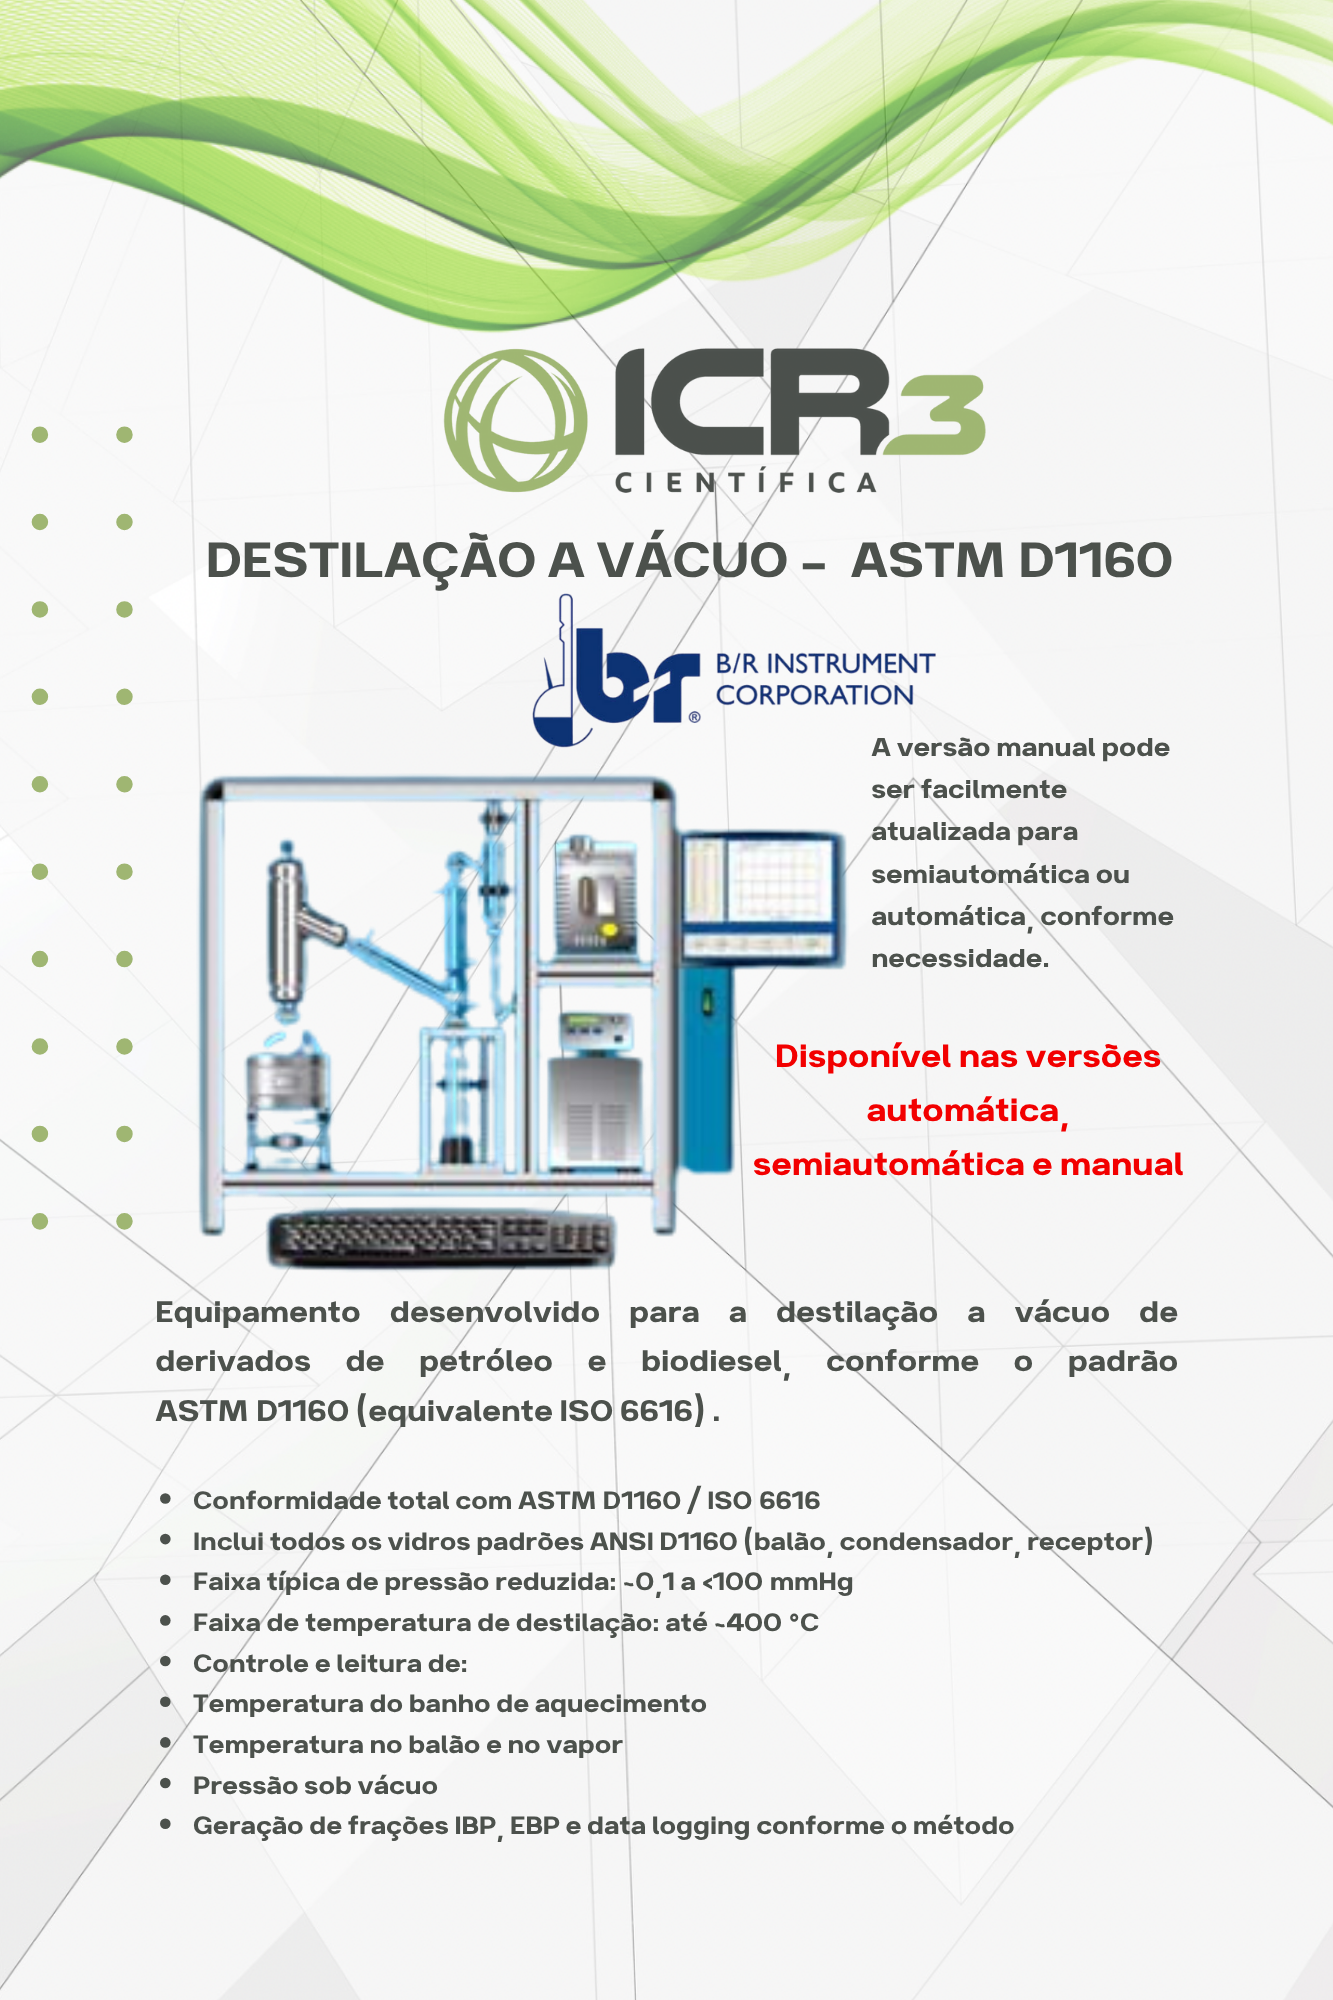 ICR3
CIENTÍFICA
DESTILAÇÃO A VÁCUO – ASTM D1160
br®
B/R INSTRUMENT
CORPORATION
A versão manual pode
ser facilmente
atualizada para
semiautomática ou
automática, conforme
necessidade.
Disponível nas versões
automática,
semiautomática e manual
Equipamento desenvolvido para a destilação a vácuo de
derivados de petróleo e biodiesel, conforme o padrão
ASTM D1160 (equivalente ISO 6616) .
• Conformidade total com ASTM D1160 / ISO 6616
• Inclui todos os vidros padrões ANSI D1160 (balão, condensador, receptor)
• Faixa típica de pressão reduzida: ~0,1 a <100 mmHg
• Faixa de temperatura de destilação: até ~400 °C
• Controle e leitura de:
• Temperatura do banho de aquecimento
• Temperatura no balão e no vapor
• Pressão sob vácuo
• Geração de frações IBP, EBP e data logging conforme o método